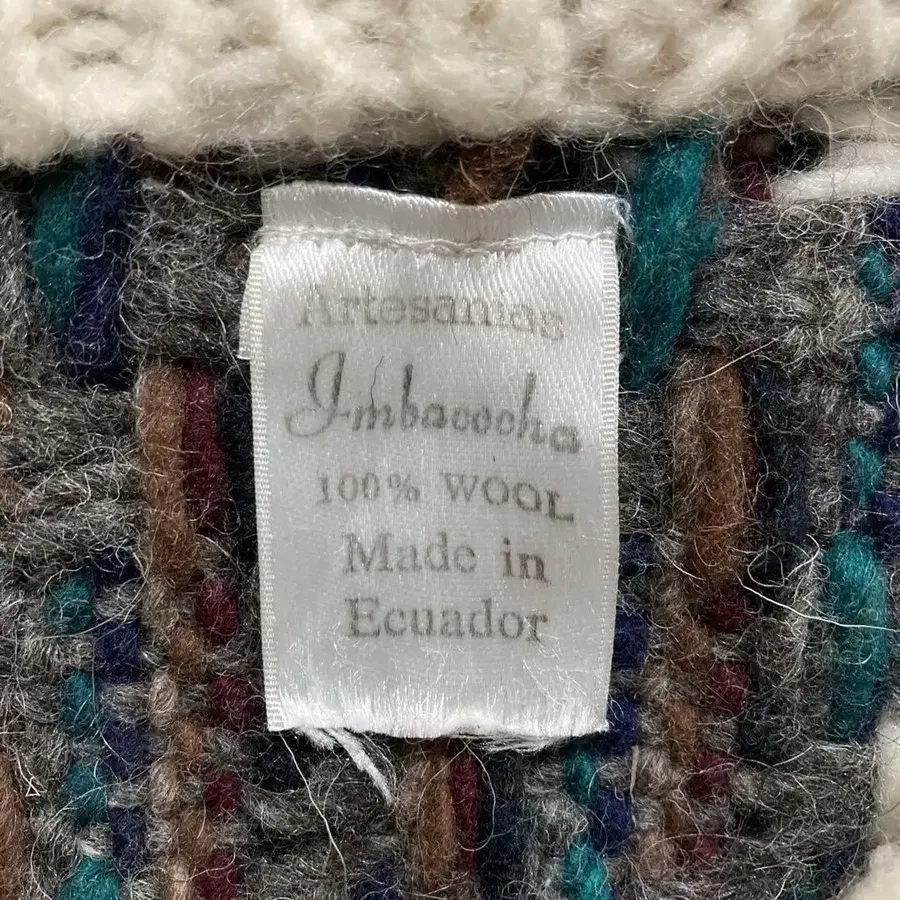 Artesanias
Imbacocha
100% WOOL
Made in
Ecuador